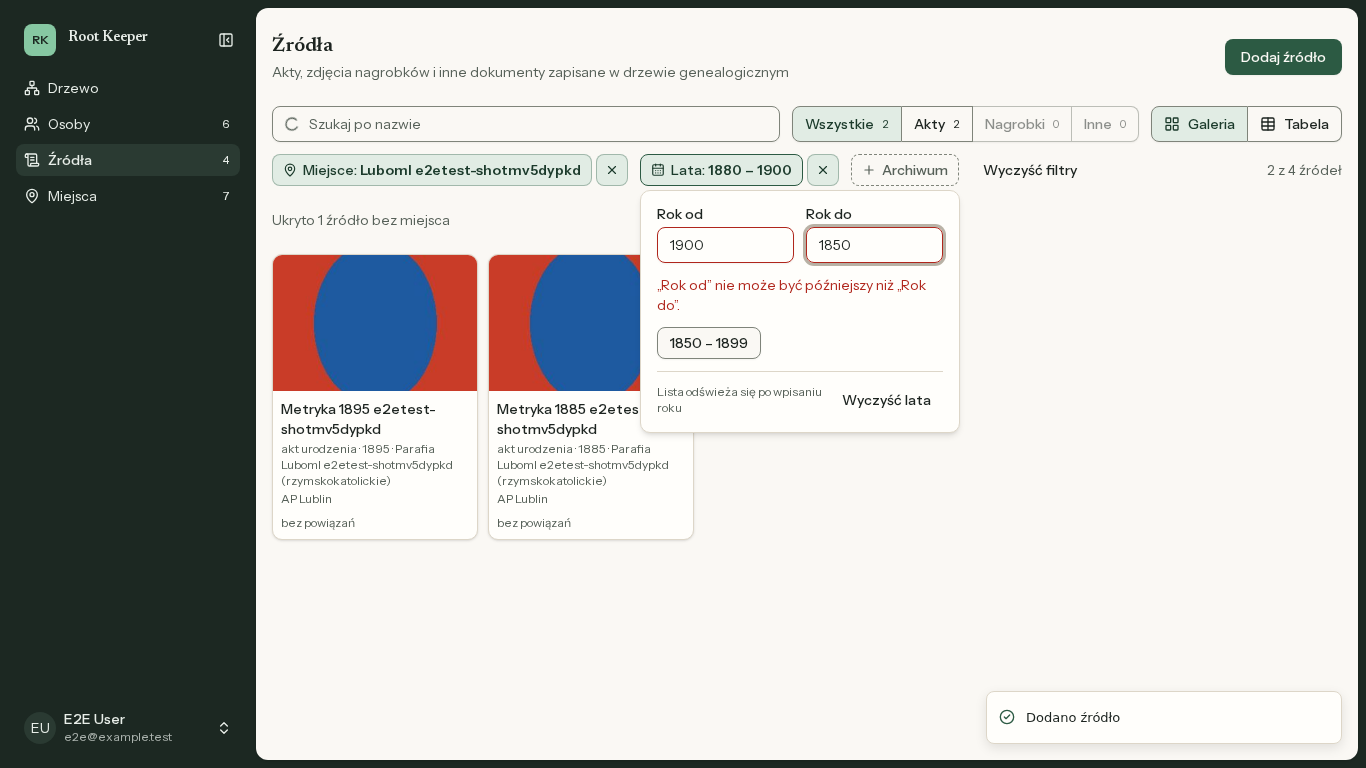 RK
Root Keeper
Drzewo
Osoby 6
Źródła 4
Miejsca 7
EU
E2E User
e2e@example.test
Źródła
Akty, zdjęcia nagrobków i inne dokumenty zapisane w drzewie genealogicznym
Dodaj źródło
Szukaj po nazwie
Wszystkie 2
Akty 2
Nagrobki 0
Inne 0
Galeria
Tabela
Miejsce: Luboml e2etest-shotmv5dypkd
Lata: 1880 – 1900
Archiwum
Wyczyść filtry
2 z 4 źródeł
Ukryto 1 źródło bez miejsca
Rok od
Rok do
1900
1850
„Rok od” nie może być późniejszy niż „Rok
do”.
1850 – 1899
Lista odświeża się po wpisaniu
roku
Wyczyść lata
Metryka 1895 e2etest-
shotmv5dypkd
akt urodzenia · 1895 · Parafia
Luboml e2etest-shotmv5dypkd
(rzymskokatolickie)
AP Lublin
bez powiązań
Metryka 1885 e2etes
shotmv5dypkd
akt urodzenia · 1885 · Parafia
Luboml e2etest-shotmv5dypkd
(rzymskokatolickie)
AP Lublin
bez powiązań
Dodano źródło